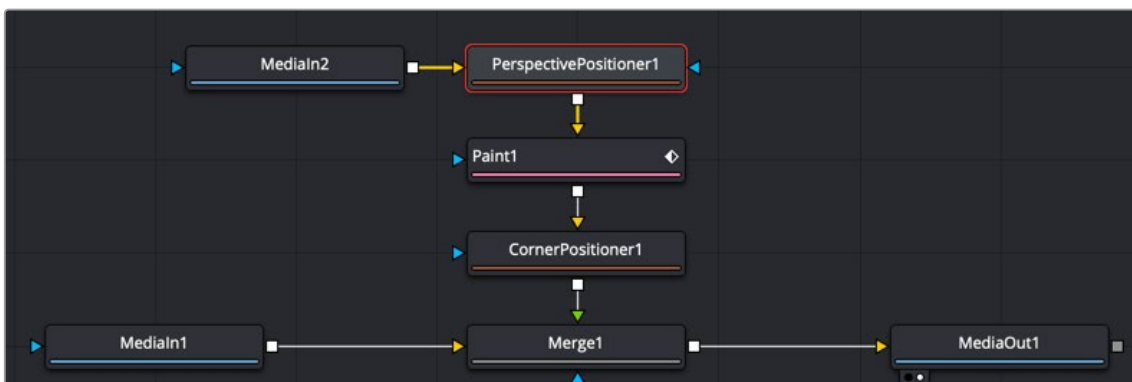 MediaIn2
PerspectivePositioner1
Paint1
CornerPositioner1
MediaIn1
Merge1
MediaOut1